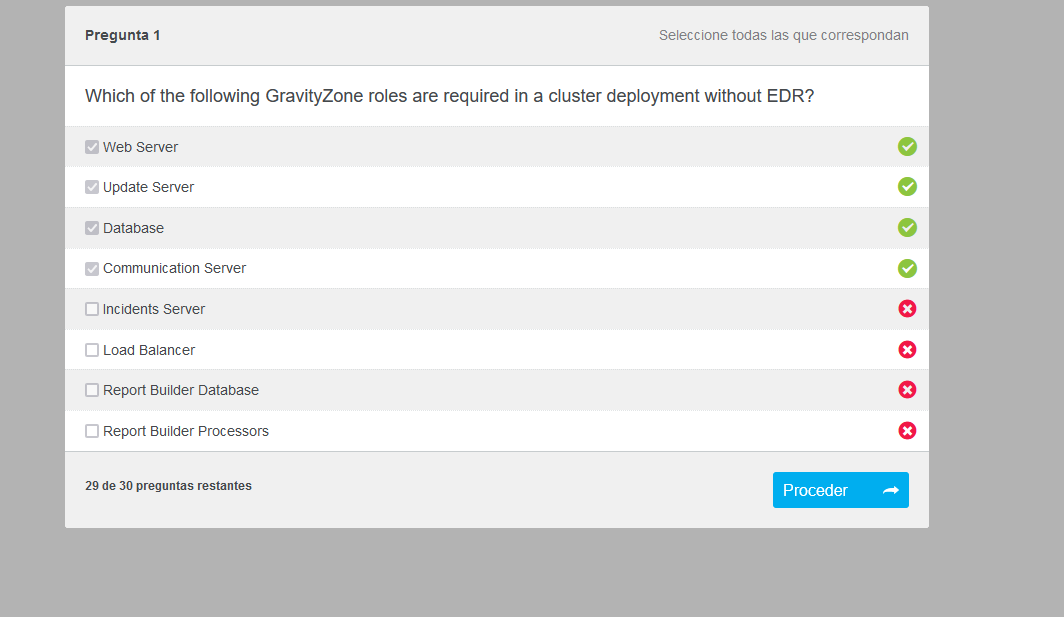 Pregunta 1
Seleccione todas las que correspondan
Which of the following GravityZone roles are required in a cluster deployment without EDR?
Web Server
Update Server
Database
Communication Server
Incidents Server
Load Balancer
Report Builder Database
Report Builder Processors
29 de 30 preguntas restantes
Proceder